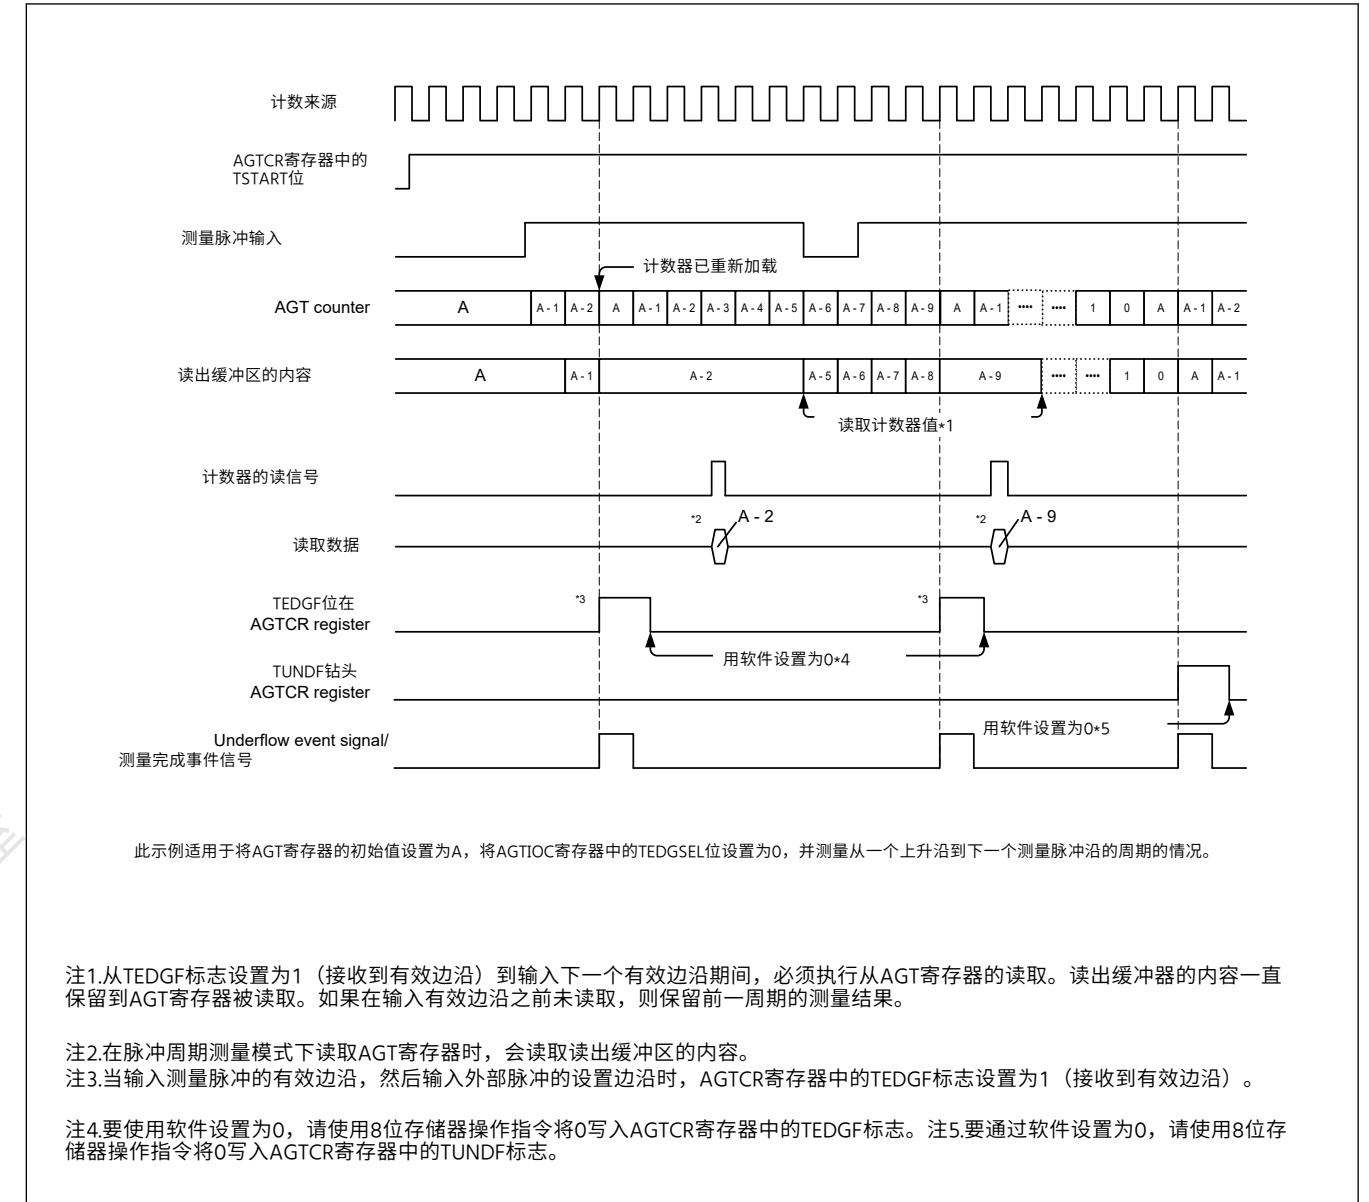 计数来源
AGTCR寄存器中的
TSTART位
测量脉冲输入
计数器已重新加载
AGT counter
A A - 1 A - 2 A A - 1 A - 2 A - 3 A - 4 A - 5 A - 6 A - 7 A - 8 A - 9 A A - 1 •••• •••• 1 0 A A - 1 A - 2
读出缓冲区的内容
A A - 1 A - 2 A - 5 A - 6 A - 7 A - 8 A - 9 •••• •••• 1 0 A A - 1
读取计数器值*1
计数器的读信号
*2 A - 2 *2 A - 9
读取数据
TEDGF位在
AGTCR register
*3 *3
用软件设置为0*4
TUNDF钻头
AGTCR register
用软件设置为0*5
Underflow event signal/
测量完成事件信号
此示例适用于将AGT寄存器的初始值设置为A，将AGTIOC寄存器中的TEDGSEL位设置为0，并测量从一个上升沿到下一个测量脉冲沿的周期的情况。
注1.从TEDGF标志设置为1（接收到有效边沿）到输入下一个有效边沿期间，必须执行从AGT寄存器的读取。读出缓冲器的内容一直
保留到AGT寄存器被读取。如果在输入有效边沿之前未读取，则保留前一周期的测量结果。
注2.在脉冲周期测量模式下读取AGT寄存器时，会读取读出缓冲区的内容。
注3.当输入测量脉冲的有效边沿，然后输入外部脉冲的设置边沿时，AGTCR寄存器中的TEDGF标志设置为1（接收到有效边沿）。
注4.要使用软件设置为0，请使用8位存储器操作指令将0写入AGTCR寄存器中的TEDGF标志。注5.要通过软件设置为0，请使用8位存
储器操作指令将0写入AGTCR寄存器中的TUNDF标志。